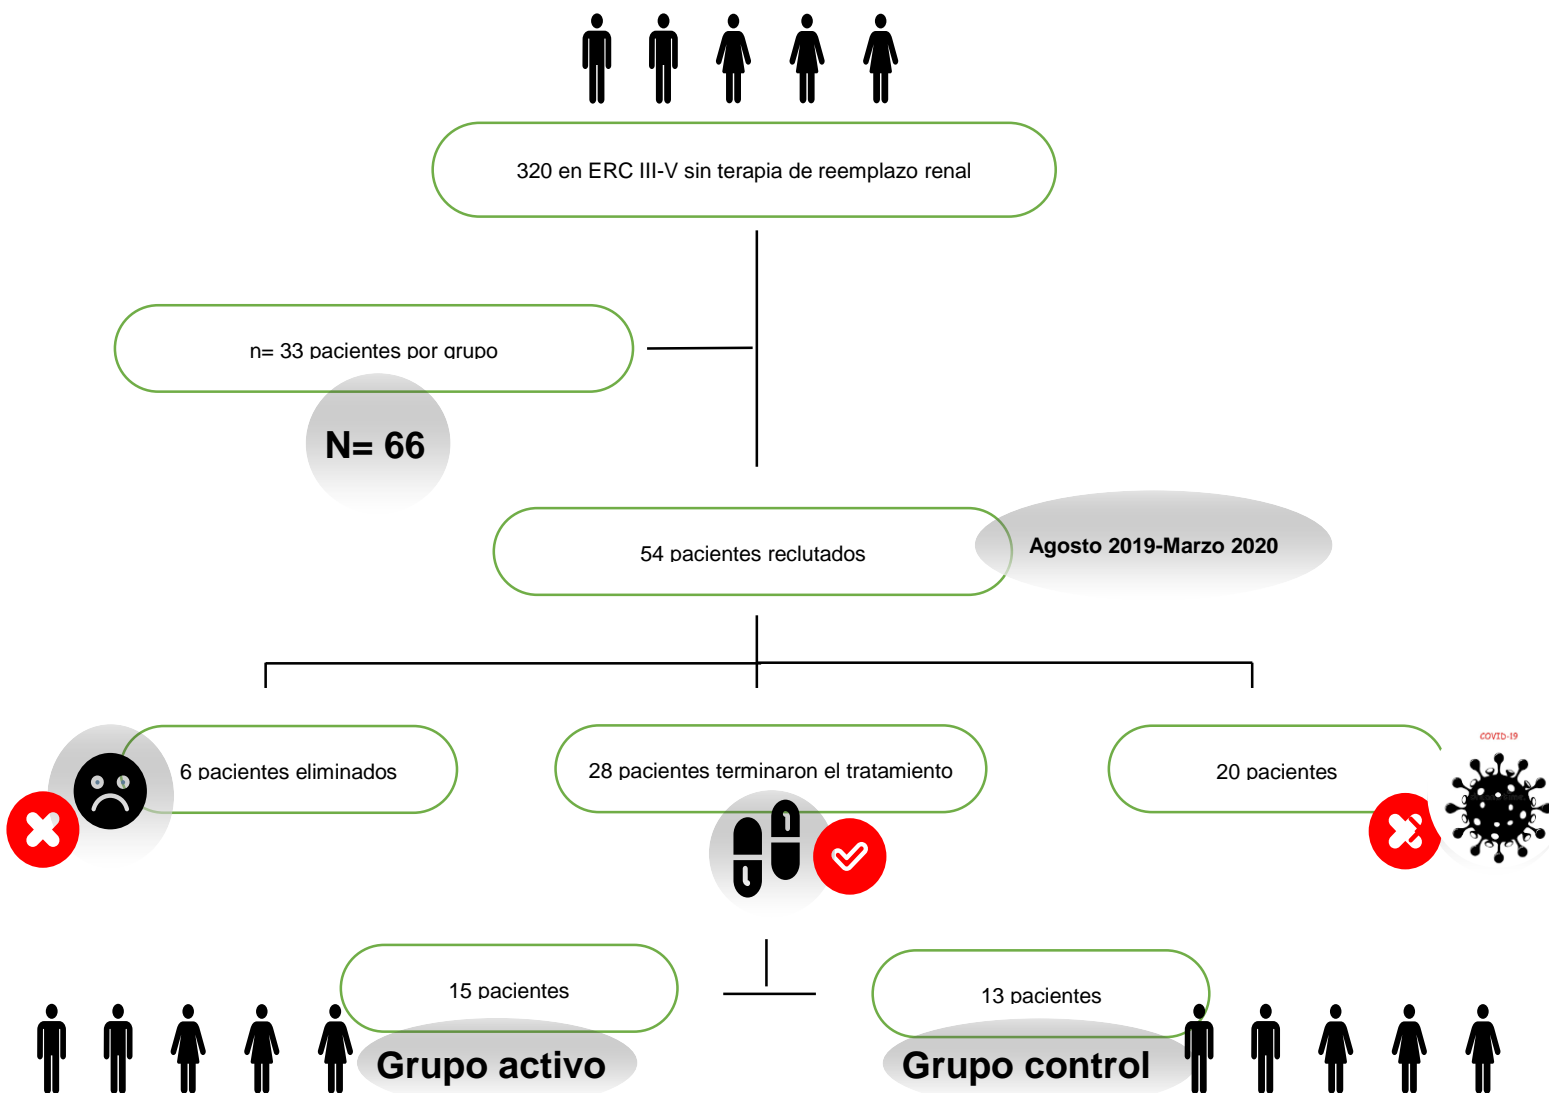 320 en ERC III-V sin terapia de reemplazo renal
n= 33 pacientes por grupo
N= 66
54 pacientes reclutados
Agosto 2019-Marzo 2020
6 pacientes eliminados
28 pacientes terminaron el tratamiento
20 pacientes
COVID-19
15 pacientes
13 pacientes
Grupo activo
Grupo control